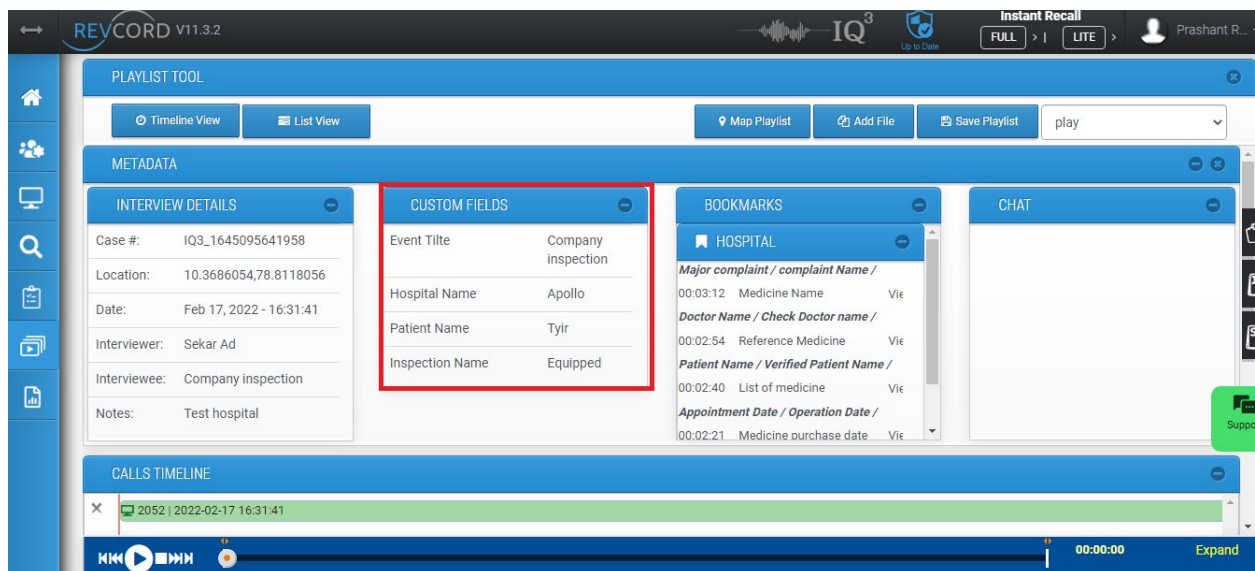 REVCORD V11.3.2
IQ3
Up to Date
Instant Recall
FULL > | LITE >
Prashant R...
PLAYLIST TOOL
Timeline View
List View
Map Playlist
Add File
Save Playlist
play
METADATA
INTERVIEW DETAILS
Case #: IQ3_1645095641958
Location: 10.3686054,78.8118056
Date: Feb 17, 2022 - 16:31:41
Interviewer: Sekar Ad
Interviewee: Company inspection
Notes: Test hospital
CUSTOM FIELDS
Event Tilte Company
inspection
Hospital Name Apollo
Patient Name Tyir
Inspection Name Equipped
BOOKMARKS
HOSPITAL
Major complaint / complaint Name /
00:03:12 Medicine Name Vie
Doctor Name / Check Doctor name /
00:02:54 Reference Medicine Vie
Patient Name / Verified Patient Name /
00:02:40 List of medicine Vie
Appointment Date / Operation Date /
00:02:21 Medicine purchase date Vie
CHAT
Suppo
CALLS TIMELINE
2052 | 2022-02-17 16:31:41
00:00:00
Expand